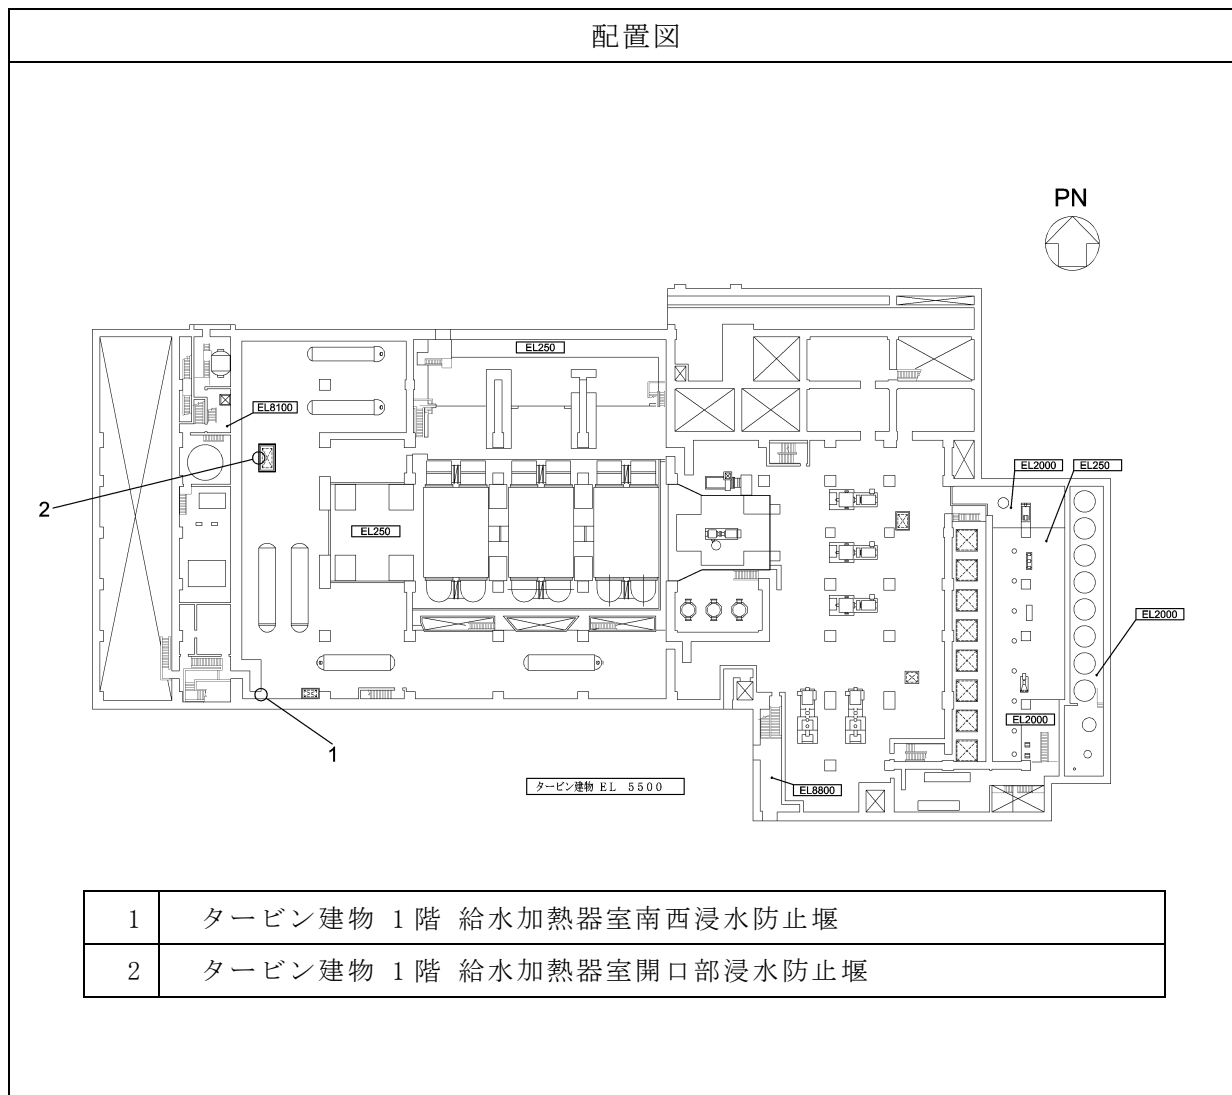 配置図
PN
EL250
EL8100
EL2000
EL250
2
EL250
EL2000
EL2000
1
タービン建物 EL 5500
EL8800
1 タービン建物 1階 給水加熱器室南西浸水防止堰
2 タービン建物 1階 給水加熱器室開口部浸水防止堰